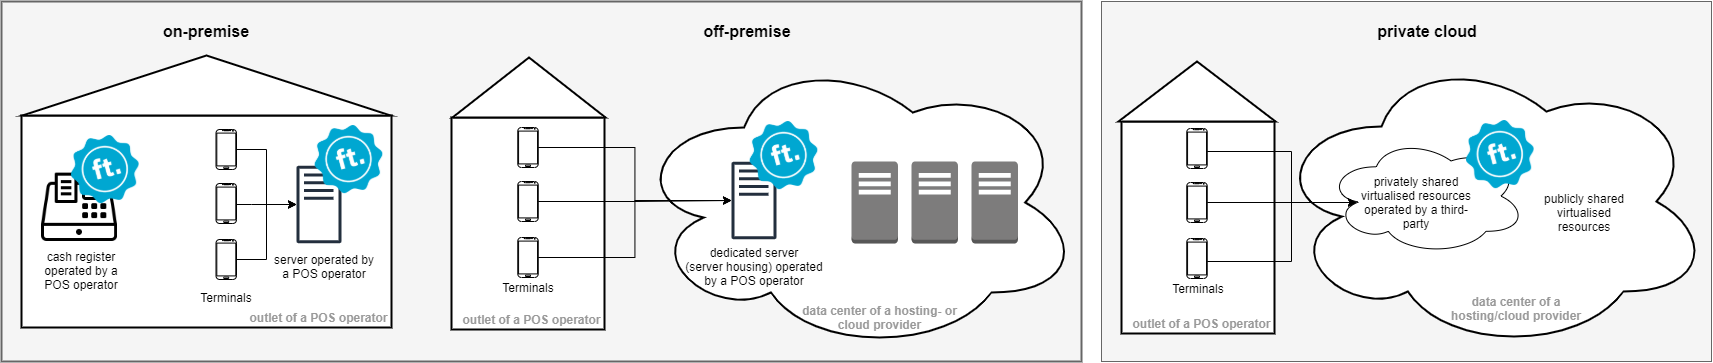 on-premise
ft.
ft.
cash register
operated by a
POS operator
Terminals
server operated by
a POS operator
outlet of a POS operator
off-premise
Terminals
outlet of a POS operator
ft.
dedicated server
(server housing) operated
by a POS operator
data center of a hosting- or
cloud provider
private cloud
Terminals
outlet of a POS operator
ft.
privately shared
virtualised resources
operated by a third-
party
publicly shared
virtualised
resources
data center of a
hosting/cloud provider